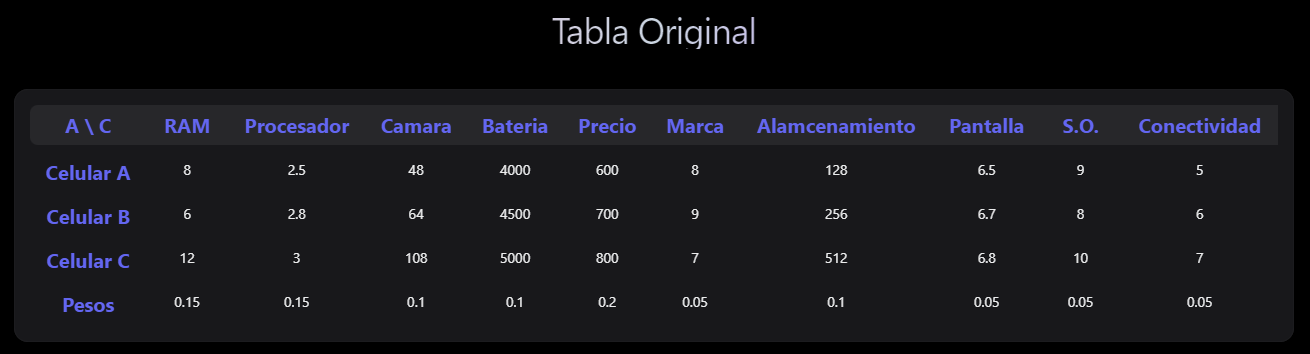 Tabla Original
A \ C RAM Procesador Camara Bateria Precio Marca Alamcenamiento Pantalla S.O. Conectividad
Celular A 8 2.5 48 4000 600 8 128 6.5 9 5
Celular B 6 2.8 64 4500 700 9 256 6.7 8 6
Celular C 12 3 108 5000 800 7 512 6.8 10 7
Pesos 0.15 0.15 0.1 0.1 0.2 0.05 0.1 0.05 0.05 0.05